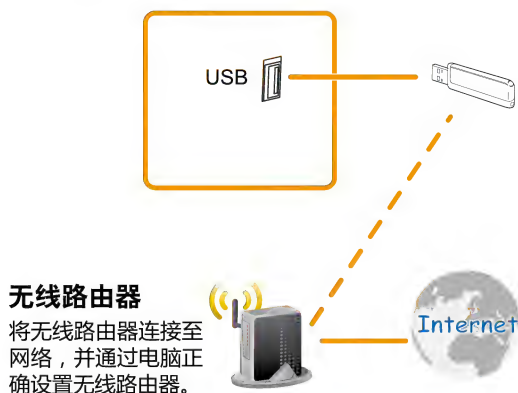 USB
无线路由器
将无线路由器连接至
网络，并通过电脑正
确设置无线路由器。
Internet